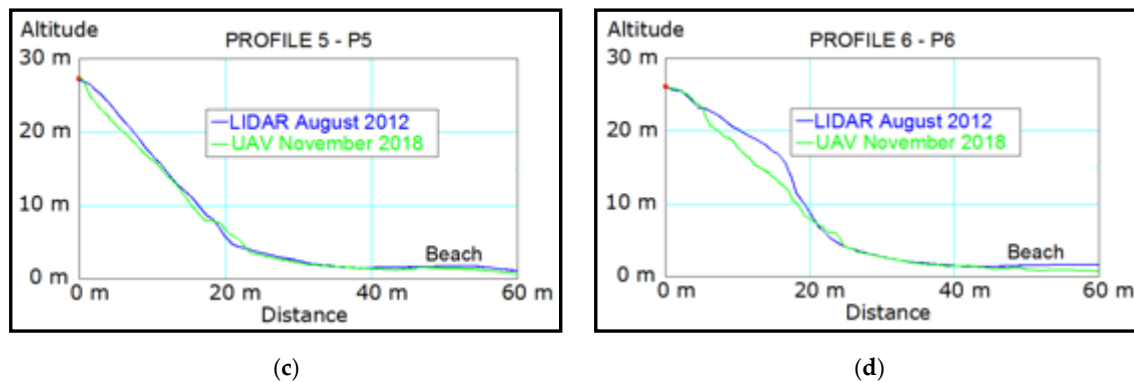 Altitude
PROFILE 5 - P5
30 m
20 m
10 m
0 m
LIDAR August 2012
UAV November 2018
Beach
0 m 20 m 40 m 60 m
Distance
(c)
Altitude
PROFILE 6 - P6
30 m
20 m
10 m
0 m
LIDAR August 2012
UAV November 2018
Beach
0 m 20 m 40 m 60 m
Distance
(d)